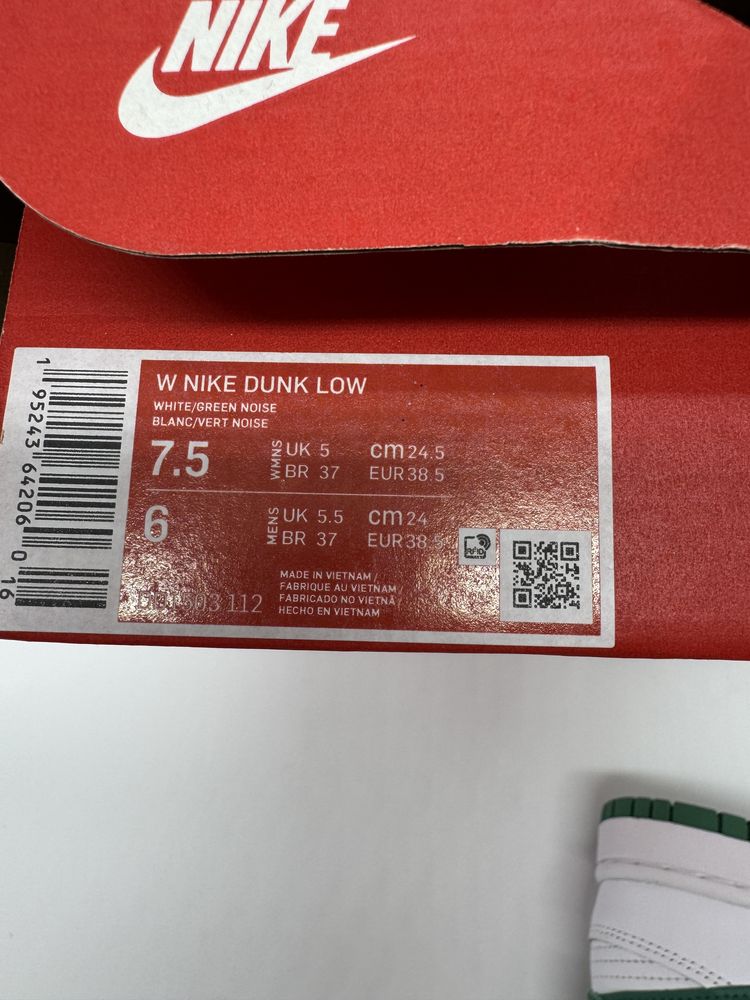 NIKE
W NIKE DUNK LOW
WHITE/GREEN NOISE
BLANC/VERT NOISE
7.5 WMNS UK 5 cm 24.5
BR 37 EUR 38.5
6 MENS UK 5.5 cm 24
BR 37 EUR 38.5
RFID
MADE IN VIETNAM /
FABRIQUE AU VIETNAM /
FABRICADO NO VIETNÃ /
HECHO EN VIETNAM
112
1 95243 64206 0 16